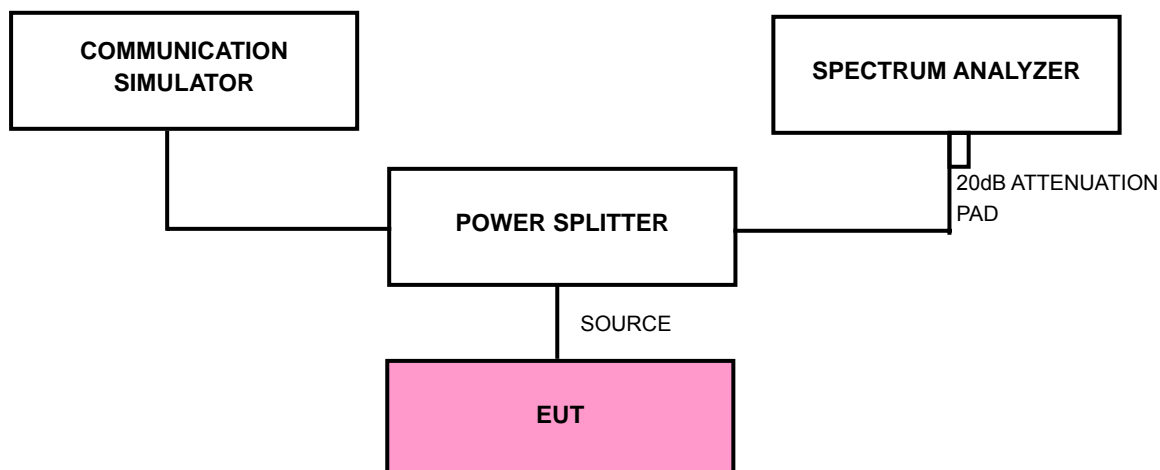 COMMUNICATION
SIMULATOR
SPECTRUM ANALYZER
20dB ATTENUATION
PAD
POWER SPLITTER
SOURCE
EUT